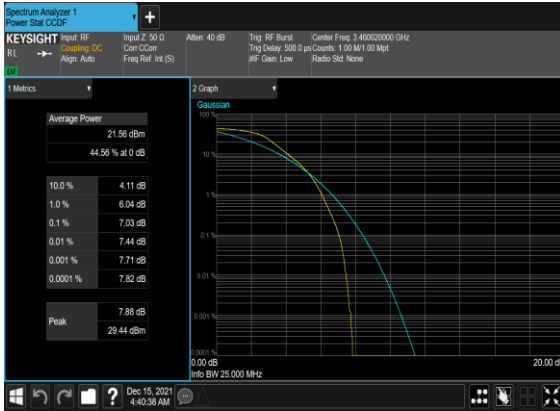 Spectrum Analyzer 1
Power Stat CCDF
+
KEYSIGHT
RL
Input: RF
Coupling: DC
Align: Auto
Input Z: 50 Ω
Corr CCorr
Freq Ref: Int (S)
Atten: 40 dB
Trig: RF Burst
Trig Delay: 500.0 µs
#IF Gain: Low
Center Freq: 3.460020000 GHz
Counts: 1.00 M/1.00 Mpt
Radio Std: None
1 Metrics
Average Power
21.56 dBm
44.56 % at 0 dB
10.0 % 4.11 dB
1.0 % 6.04 dB
0.1 % 7.03 dB
0.01 % 7.44 dB
0.001 % 7.71 dB
0.0001 % 7.82 dB
Peak
7.88 dB
29.44 dBm
2 Graph
Gaussian
100 %
10 %
1 %
0.1 %
0.01 %
0.001 %
0.0001 %
0.00 dB
20.00 d
Info BW 25.000 MHz
?
Dec 15, 2021
4:40:38 AM